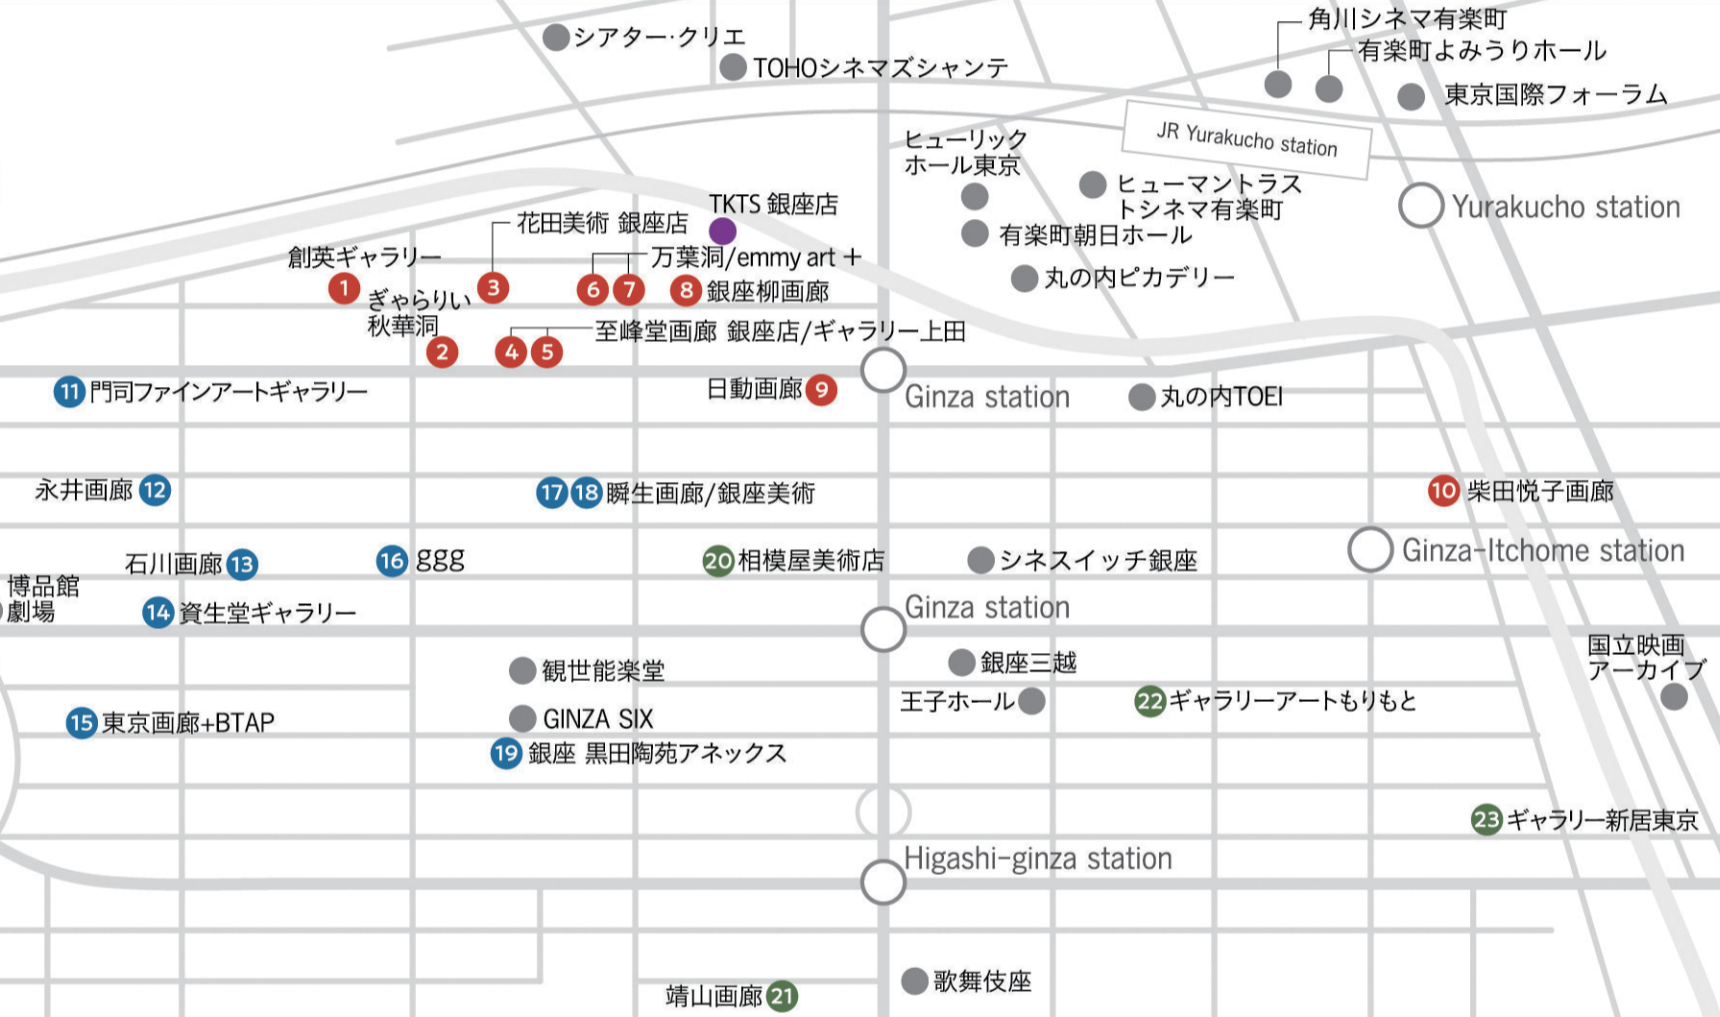 角川シネマ有楽町
シアター・クリエ
有楽町よみうりホール
TOHOシネマズシャンテ
東京国際フォーラム
JR Yurakucho station
ヒューリック
ホール東京
ヒューマントラス
トシネマ有楽町
TKTS 銀座店
Yurakucho station
花田美術 銀座店
有楽町朝日ホール
創英ギャラリー
万葉洞/emmy art +
丸の内ピカデリー
1
3
6 7
8 銀座柳画廊
ぎゃらりい
秋華洞
至峰堂画廊 銀座店/ギャラリー上田
2
4 5
11 門司ファインアートギャラリー
日動画廊 9
Ginza station
丸の内TOEI
永井画廊 12
17 18 瞬生画廊/銀座美術
10 柴田悦子画廊
石川画廊 13
16 ggg
20 相模屋美術店
シネスイッチ銀座
Ginza-Itchome station
博品館
劇場
14 資生堂ギャラリー
Ginza station
観世能楽堂
銀座三越
国立映画
アーカイブ
王子ホール
22 ギャラリーアートもりもと
15 東京画廊+BTAP
GINZA SIX
19 銀座 黒田陶苑アネックス
23 ギャラリー新居東京
Higashi-ginza station
歌舞伎座
靖山画廊 21